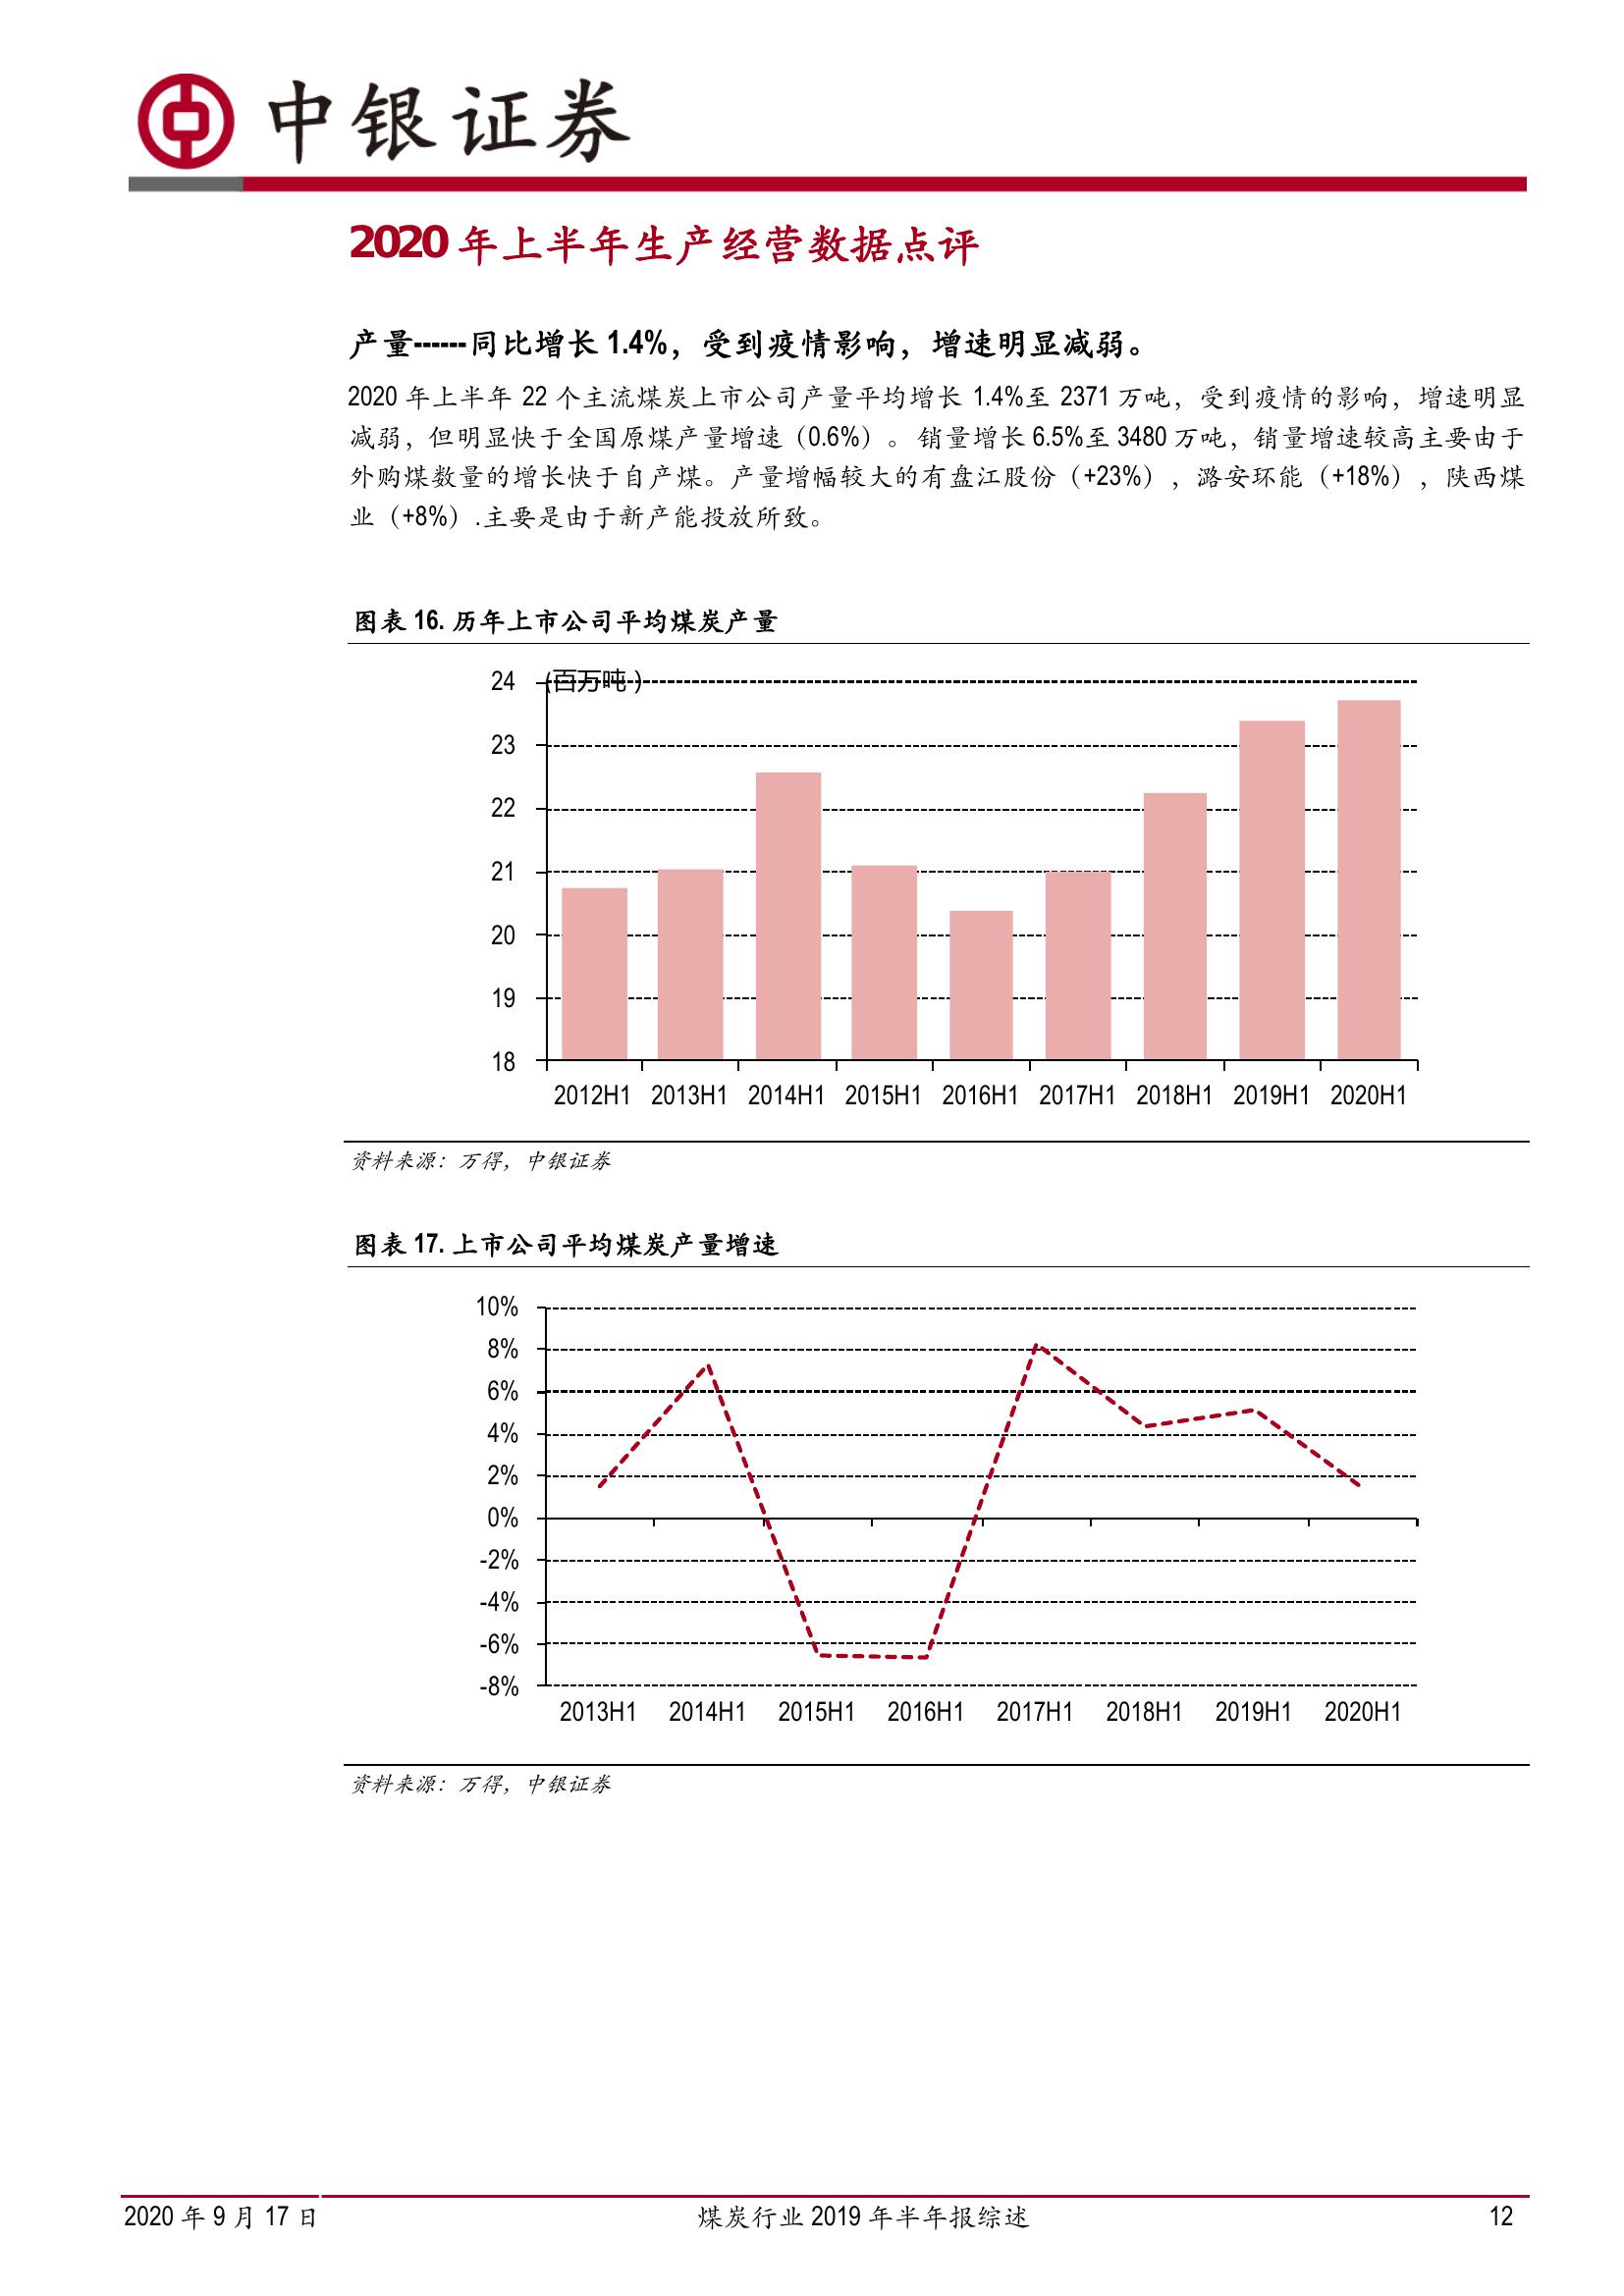 中银证券
2020 年上半年生产经营数据点评
产量------同比增长 1.4%，受到疫情影响，增速明显减弱。
2020 年上半年 22 个主流煤炭上市公司产量平均增长 1.4%至 2371 万吨，受到疫情的影响，增速明显
减弱，但明显快于全国原煤产量增速（0.6%）。销量增长 6.5%至 3480 万吨，销量增速较高主要由于
外购煤数量的增长快于自产煤。产量增幅较大的有盘江股份（+23%），潞安环能（+18%），陕西煤
业（+8%）.主要是由于新产能投放所致。
图表 16. 历年上市公司平均煤炭产量
(百万吨)
24
23
22
21
20
19
18
2012H1 2013H1 2014H1 2015H1 2016H1 2017H1 2018H1 2019H1 2020H1
资料来源：万得，中银证券
图表 17. 上市公司平均煤炭产量增速
10%
8%
6%
4%
2%
0%
-2%
-4%
-6%
-8%
2013H1 2014H1 2015H1 2016H1 2017H1 2018H1 2019H1 2020H1
资料来源：万得，中银证券
2020 年 9 月 17 日 煤炭行业 2019 年半年报综述 12